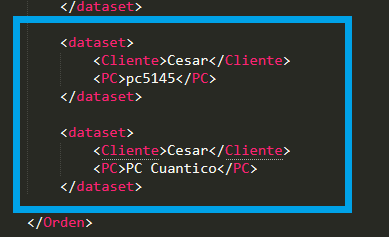 </dataset>
<dataset>
<Cliente>Cesar</Cliente>
<PC>pc5145</PC>
</dataset>
<dataset>
<Cliente>Cesar</Cliente>
<PC>PC Cuantico</PC>
</dataset>
</Orden>